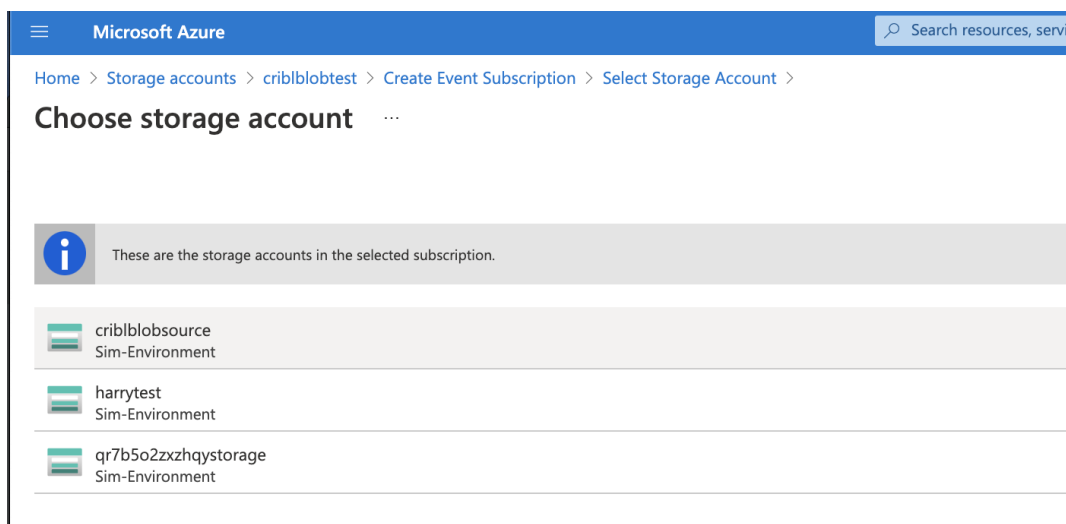 Microsoft Azure
Search resources, servi
Home > Storage accounts > criblblobtest > Create Event Subscription > Select Storage Account >
Choose storage account ...
These are the storage accounts in the selected subscription.
criblblobsource
Sim-Environment
harrytest
Sim-Environment
qr7b5o2zxzhqystorage
Sim-Environment